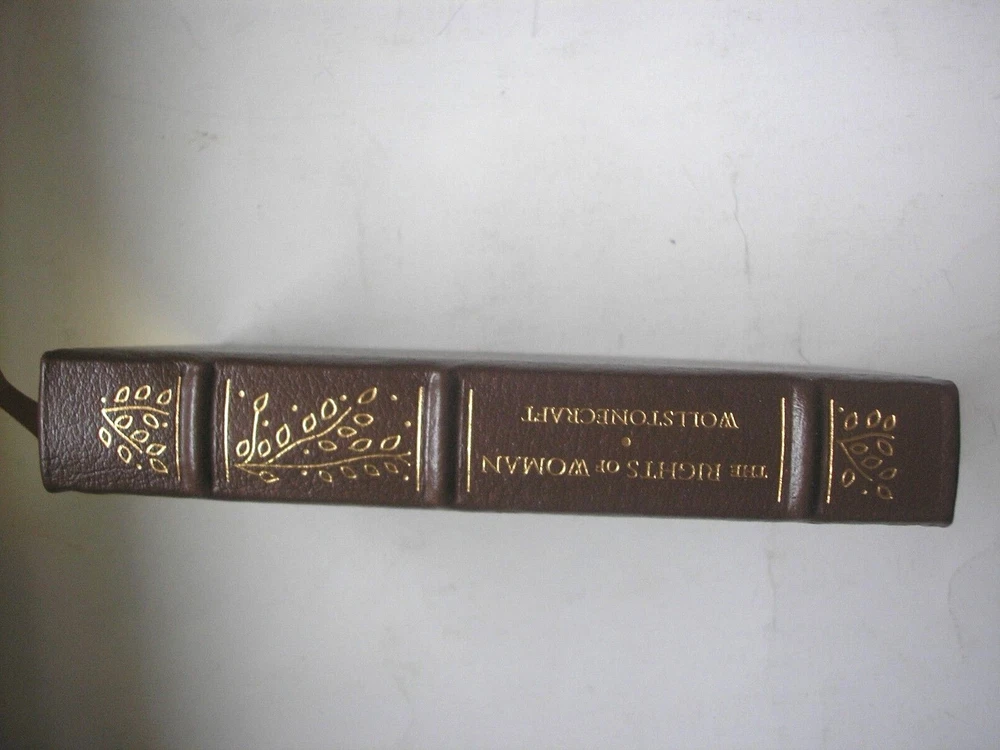 THE RIGHTS OF WOMAN
•
WOLLSTONECRAFT